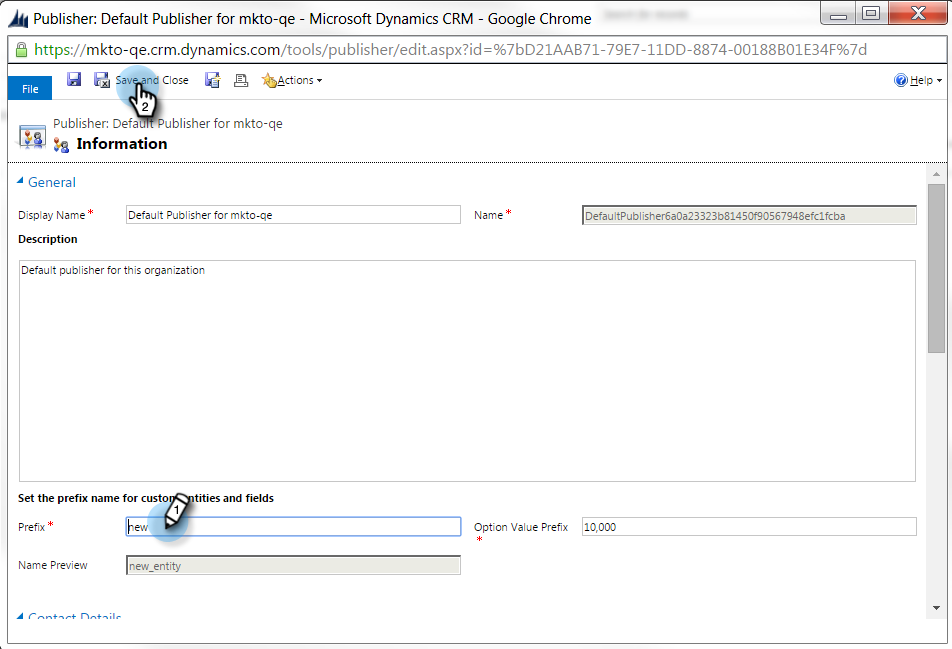 Publisher: Default Publisher for mkto-qe - Microsoft Dynamics CRM - Google Chrome
https://mkto-qe.crm.dynamics.com/tools/publisher/edit.aspx?id=%7bD21AAB71-79E7-11DD-8874-00188B01E34F%7d
File Save and Close Actions Help
2
Publisher: Default Publisher for mkto-qe
Information
General
Display Name* Default Publisher for mkto-qe Name* DefaultPublisher6a0a23323b81450f90567948efc1fcba
Description
Default publisher for this organization
Set the prefix name for custom entities and fields
1
Prefix* new Option Value Prefix * 10,000
Name Preview new_entity
Contact Details